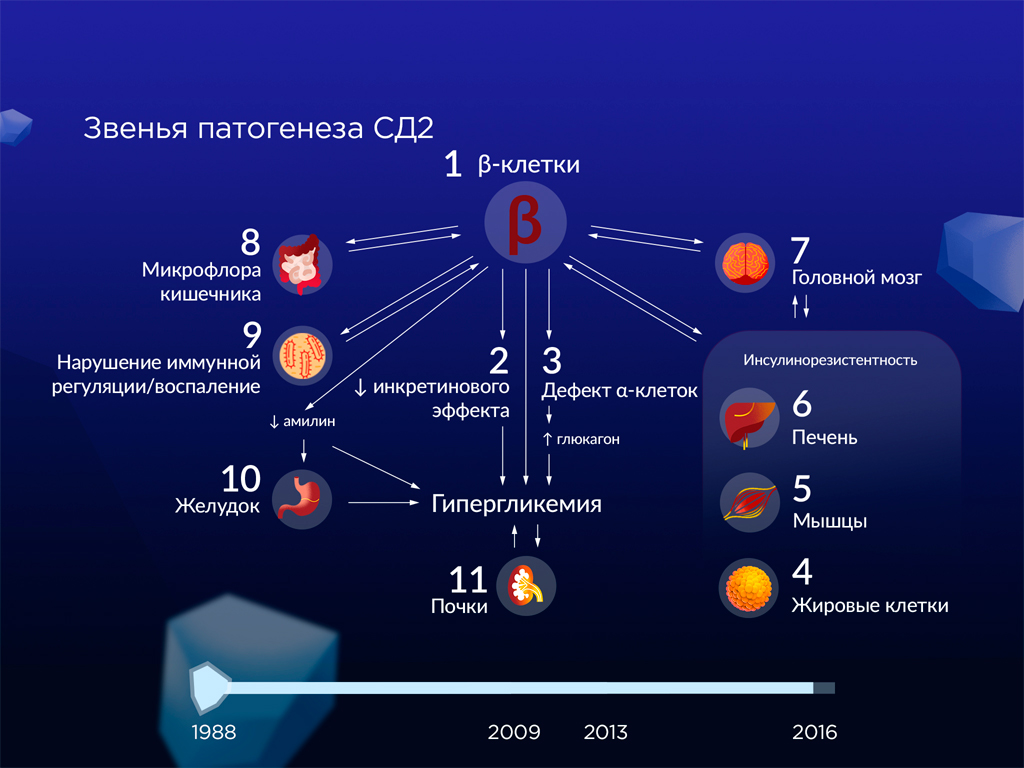 Звенья патогенеза СД2
1 β-клетки
β
8
Микрофлора
кишечника
9
Нарушение иммунной
регуляции/воспаление
↓ амилин
10
Желудок
2
↓ инкретинового
эффекта
3
Дефект α-клеток
↑ глюкагон
Гипергликемия
11
Почки
7
Головной мозг
Инсулинорезистентность
6
Печень
5
Мышцы
4
Жировые клетки
1988
2009
2013
2016